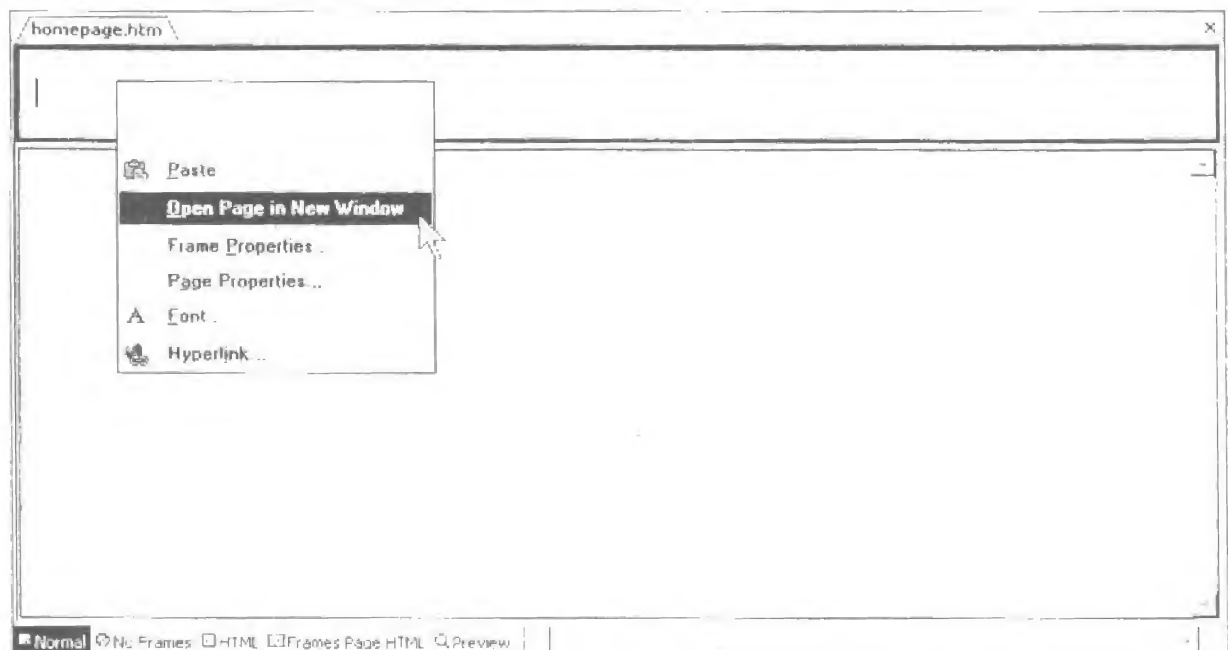 homepage.htm
Paste
Open Page in New Window
Frame Properties .
Page Properties...
A Font .
Hyperlink...
Normal No Frames HTML Frames Page HTML Preview